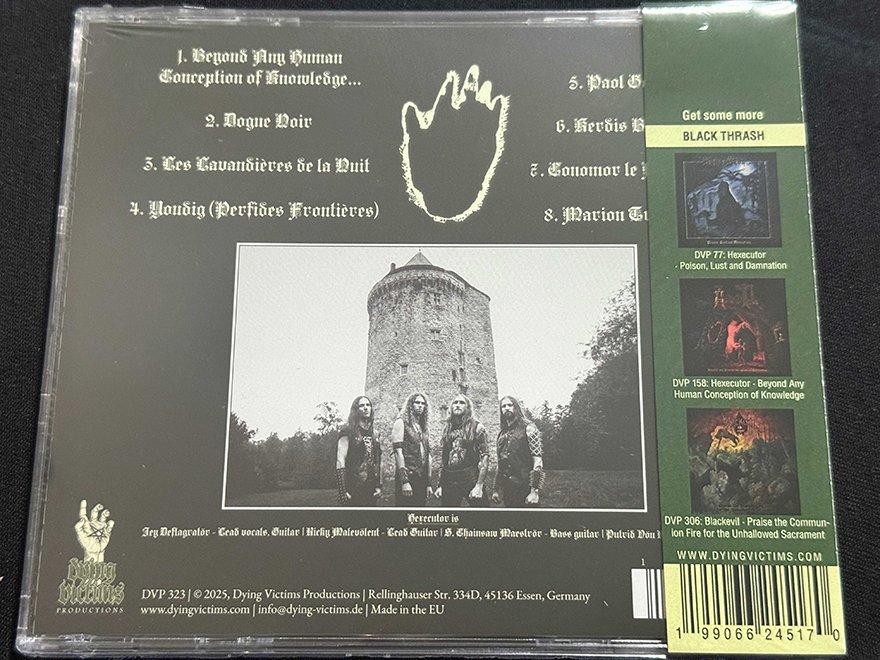 1. Beyond Any Human
Conception of Knowledge...
2. Dogue Noir
3. Les Lavandières de la Nuit
4. Youdig (Perfides Frontières)
5. Paol
6. Kerdis
7. Conomor le
8. Marion
Hexecutor is
Jey Deflagratör - Lead vocals, Guitar | Ricky Malevölent - Lead Guitar | S. Chainsaw Maeströr - Bass guitar | Putrid Vön
dying
victims
PRODUCTIONS
DVP 323 | © 2025, Dying Victims Productions | Rellinghauser Str. 334D, 45136 Essen, Germany
www.dyingvictims.com | info@dying-victims.de | Made in the EU
Get some more
BLACK THRASH
DVP 77: Hexecutor
- Poison, Lust and Damnation
DVP 158: Hexecutor - Beyond Any
Human Conception of Knowledge
DVP 306: Blackevil - Praise the Commun-
ion Fire for the Unhallowed Sacrament
WWW.DYINGVICTIMS.COM
1 99066 24517 0
1